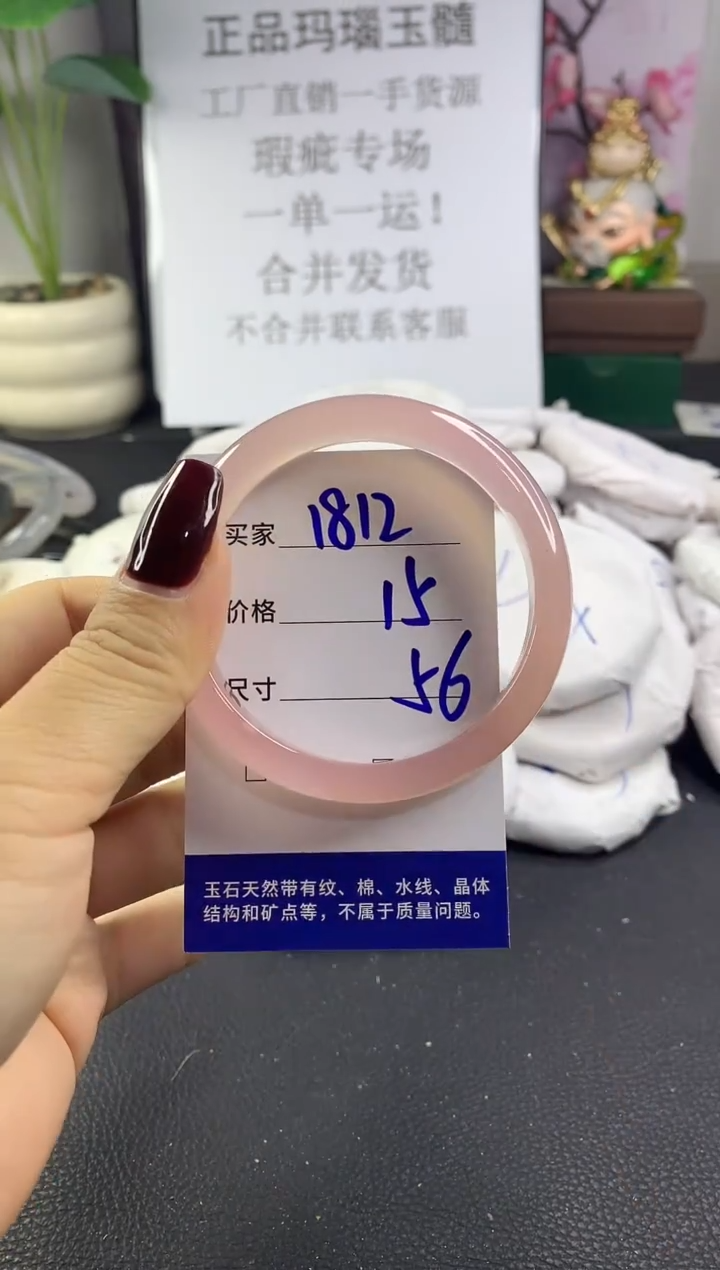 正品玛瑙玉髓
工厂直销一手货源
瑕疵专场
一单一运！
合并发货
不合并联系客服
买家 1812
价格 15
尺寸 56
玉石天然带有纹、棉、水线、晶体
结构和矿点等，不属于质量问题。